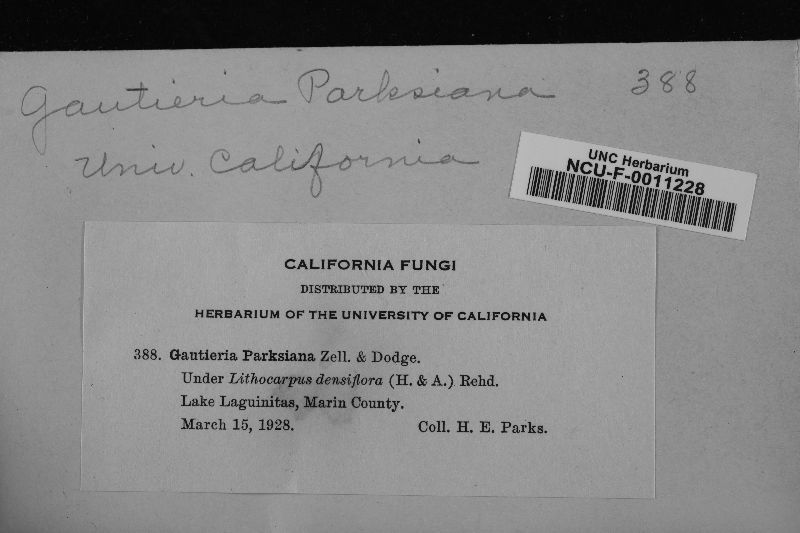 Gautieria Parksiana 388
Univ. California
UNC Herbarium
NCU-F-0011228
CALIFORNIA FUNGI
DISTRIBUTED BY THE
HERBARIUM OF THE UNIVERSITY OF CALIFORNIA
388. Gautieria Parksiana Zell. & Dodge.
Under Lithocarpus densiflora (H. & A.) Rehd.
Lake Laguinitas, Marin County.
March 15, 1928. Coll. H. E. Parks.